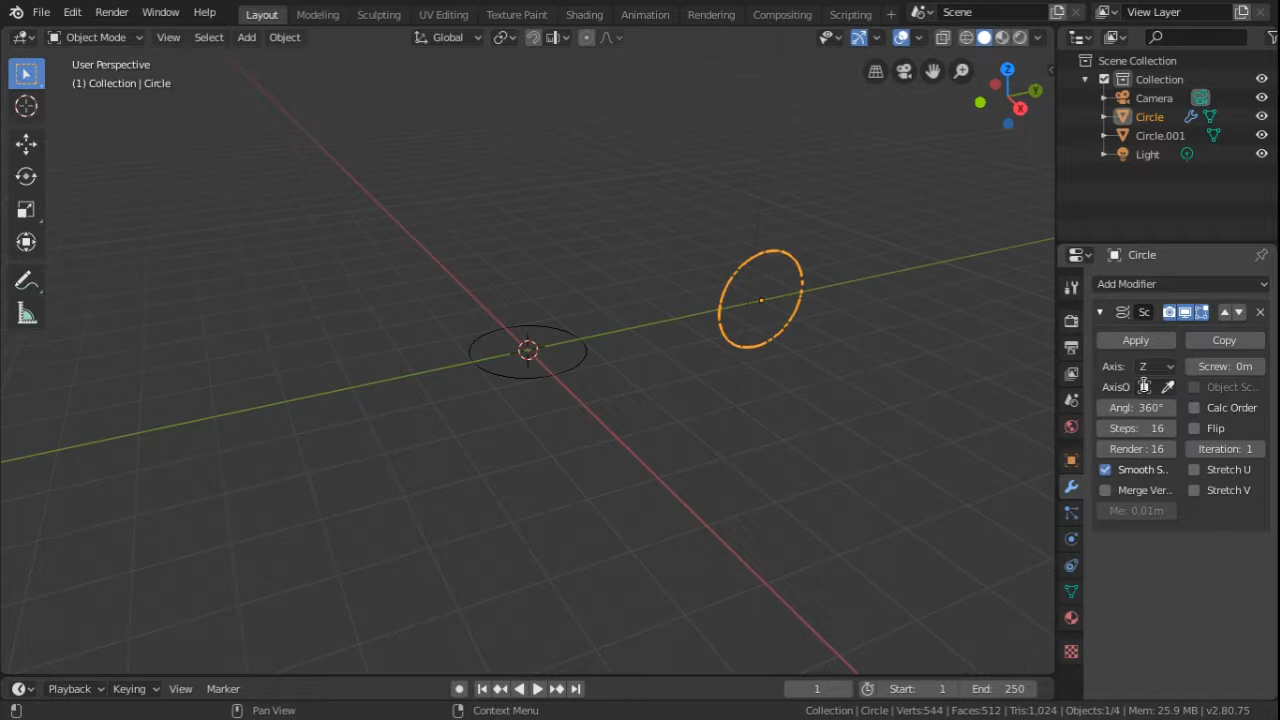 File Edit Render Window Help Layout Modeling Sculpting UV Editing Texture Paint Shading Animation Rendering Compositing Scripting + Scene View Layer
Object Mode View Select Add Object Global
User Perspective
(1) Collection | Circle
Z
Y
X
Scene Collection
Collection
Camera
Circle
Circle.001
Light
Circle
Add Modifier
Sc
Apply Copy
Axis: Z Screw: 0m
AxisO Object Sc..
Angl: 360° Calc Order
Steps: 16 Flip
Render: 16 Iteration: 1
Smooth S.. Stretch U
Merge Ver.. Stretch V
Me: 0.01m
Playback Keying View Marker 1 Start: 1 End: 250
Pan View Context Menu Collection | Circle | Verts:544 | Faces:512 | Tris:1,024 | Objects:1/4 | Mem: 25.9 MB | v2.80.75